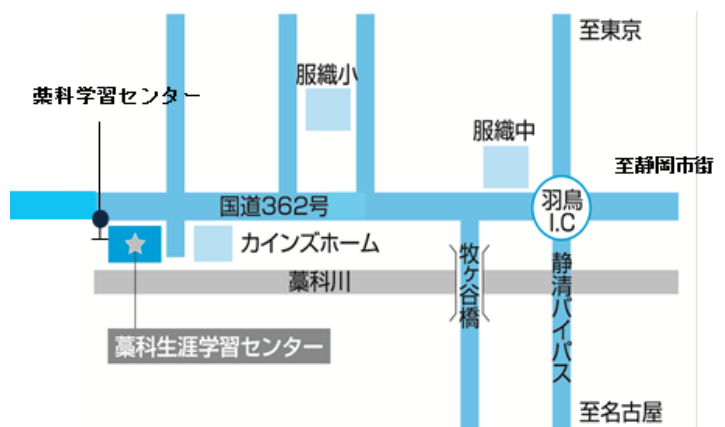 至東京
服織小
薬科学習センター
服織中
至静岡市街
国道362号
羽鳥
I.C
カインズホーム
牧ヶ谷橋
静清バイパス
藁科川
藁科生涯学習センター
至名古屋